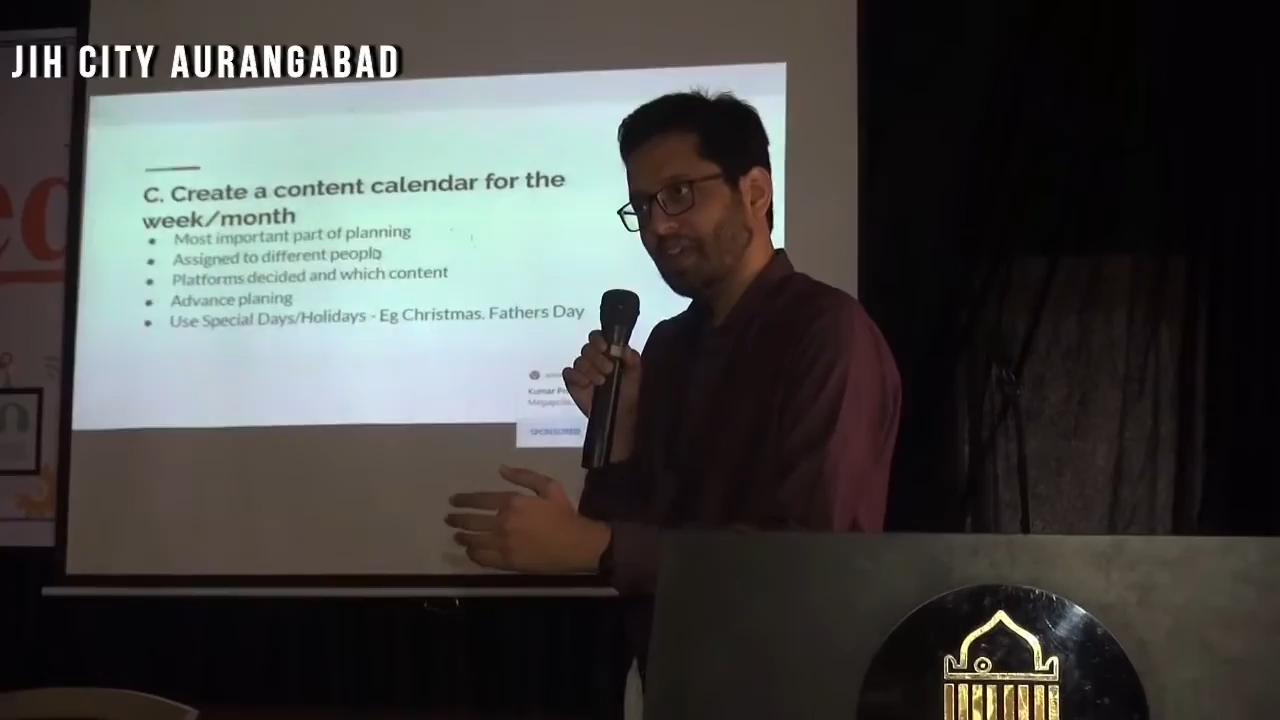 JIH CITY AURANGABAD
C. Create a content calendar for the
week/month
● Most important part of planning
● Assigned to different people
● Platforms decided and which content
● Advance planing
● Use Special Days/Holidays - Eg Christmas. Fathers Day
Kumar
SPONSORED